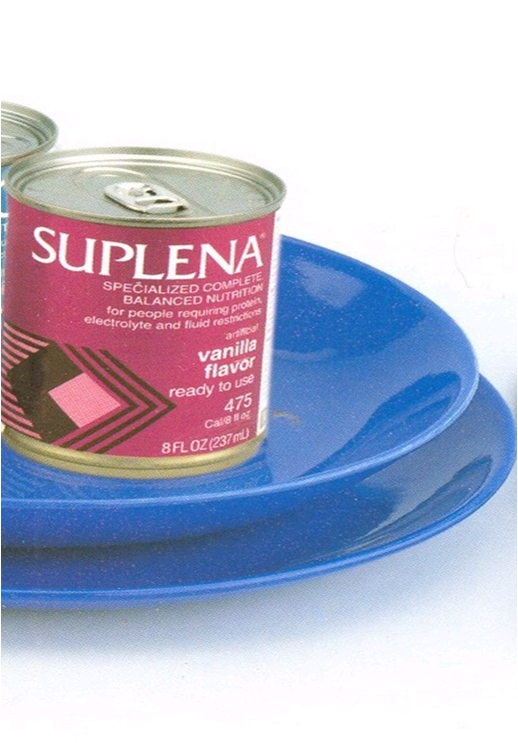 SUPLENA®
SPECIALIZED COMPLETE,
BALANCED NUTRITION
for people requiring protein,
electrolyte and fluid restrictions
artificial
vanilla
flavor
ready to use
475
Cal/8 fl oz
8 FL OZ (237 mL)